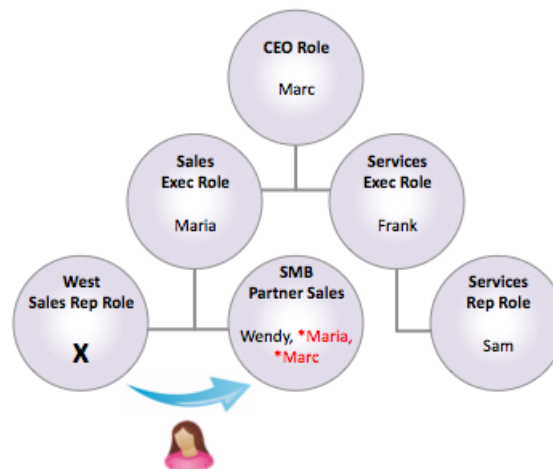 CEO Role
Marc
Sales
Exec Role
Maria
Services
Exec Role
Frank
West
Sales Rep Role
X
SMB
Partner Sales
Wendy, *Maria,
*Marc
Services
Rep Role
Sam